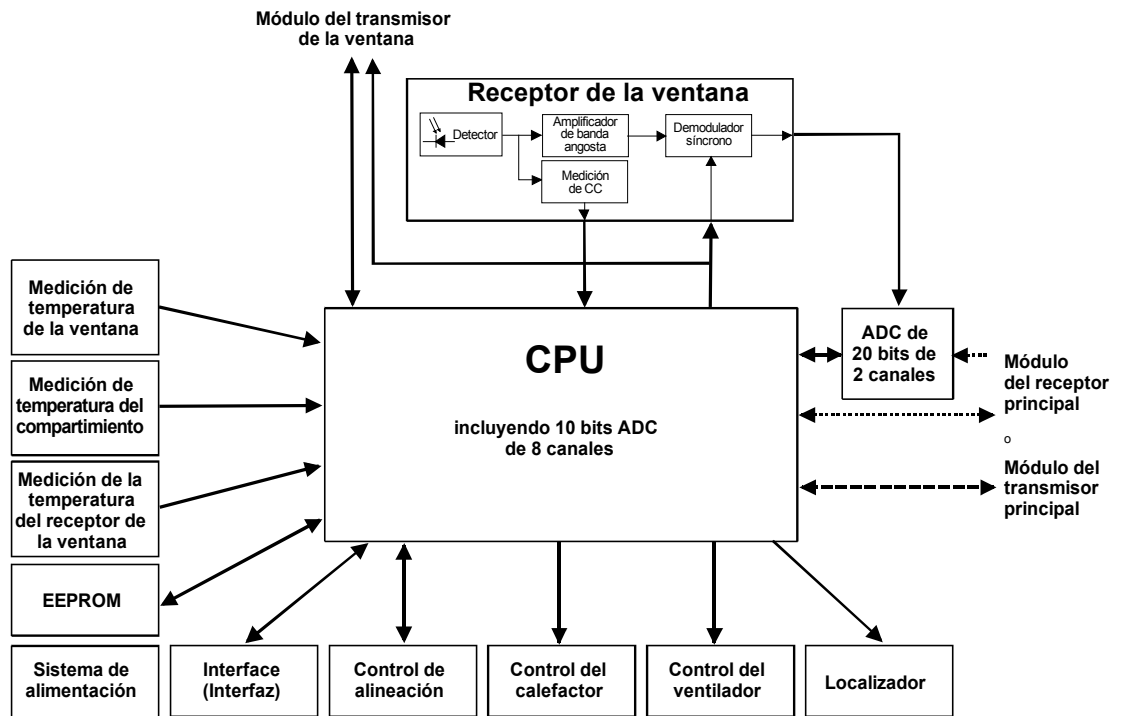 Módulo del transmisor
de la ventana
Receptor de la ventana
Detector
Amplificador
de banda
angosta
Demodulador
síncrono
Medición
de CC
Medición de
temperatura
de la ventana
CPU
incluyendo 10 bits ADC
de 8 canales
ADC de
20 bits de
2 canales
Módulo
del receptor
principal
o
Módulo del
transmisor
principal
Medición de
temperatura del
compartimiento
Medición de la
temperatura
del receptor de
la ventana
EEPROM
Sistema de
alimentación
Interface
(Interfaz)
Control de
alineación
Control del
calefactor
Control del
ventilador
Localizador